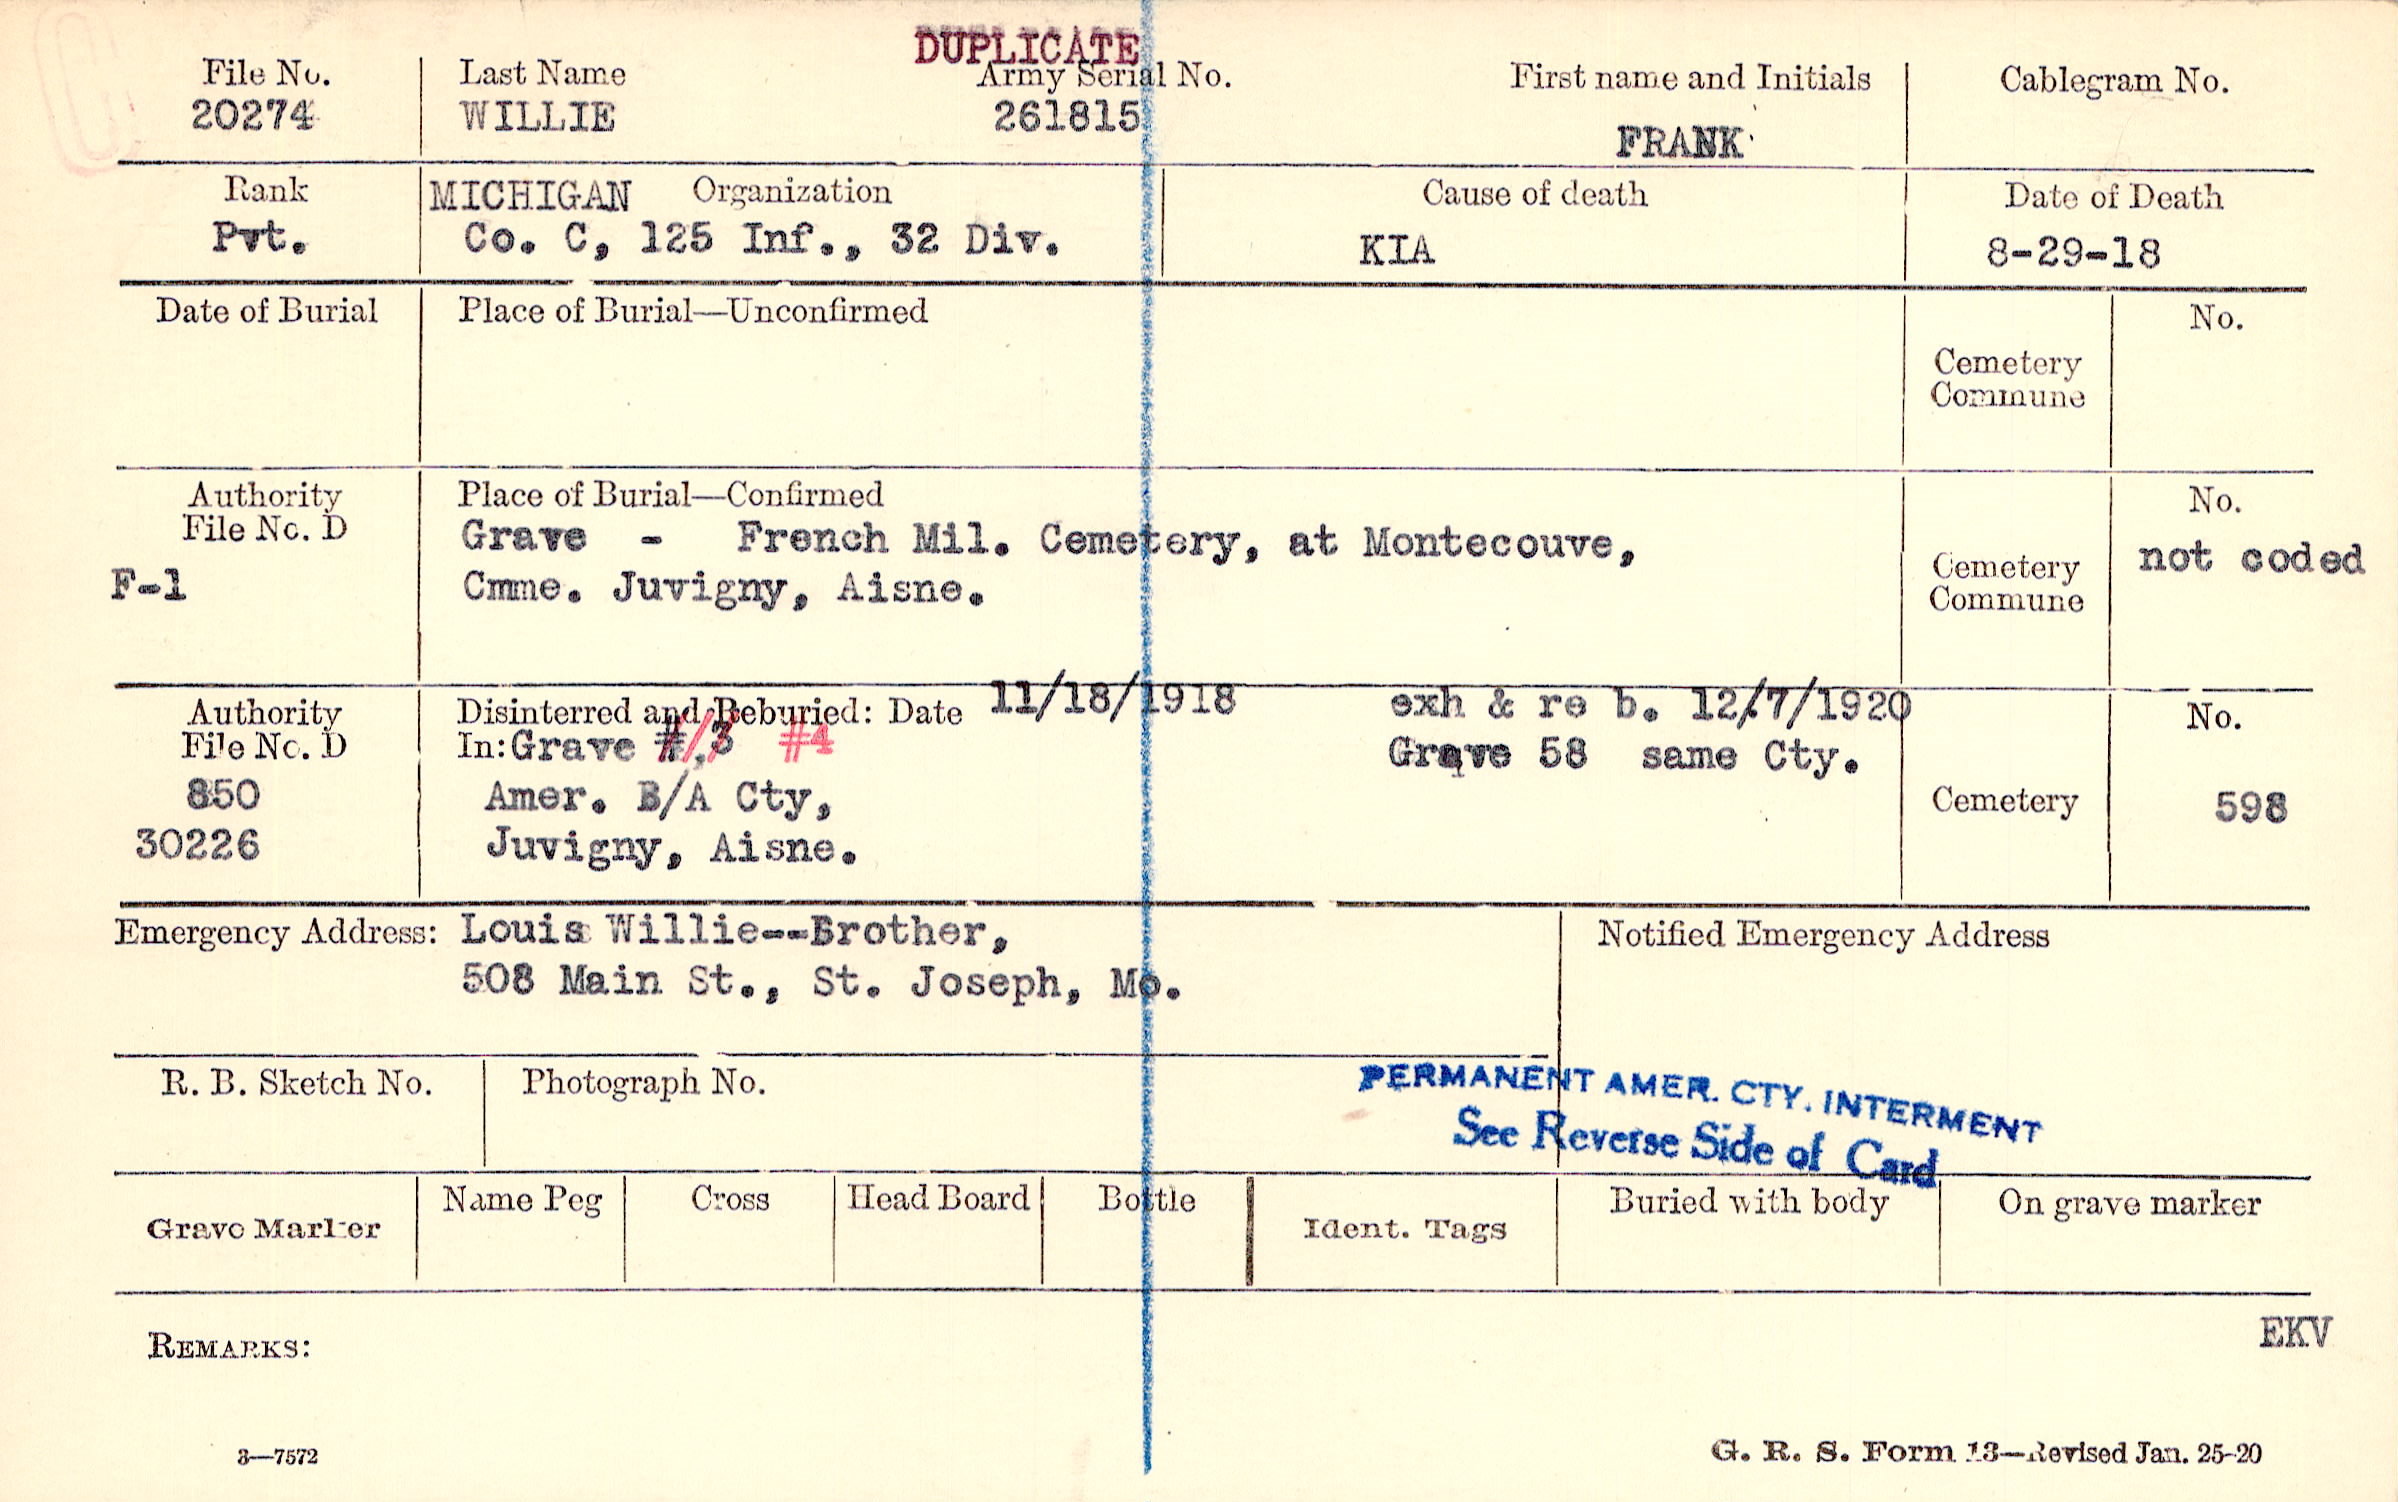 DUPLICATE
File No. Last Name Army Serial No. First name and Initials Cablegram No.
20274 WILLIE 261815 FRANK
Rank MICHIGAN Organization Cause of death Date of Death
Pvt. Co. C, 125 Inf., 32 Div. KIA 8-29-18
Date of Burial Place of Burial—Unconfirmed No.
Cemetery
Commune
Authority Place of Burial—Confirmed No.
File No. D Grave - French Mil. Cemetery, at Montecouve, Cemetery not coded
F-1 Cmme. Juvigny, Aisne. Commune
Authority Disinterred and Reburied: Date 11/18/1918 exh & re b. 12/7/1920 No.
File No. D In: Grave # 3 #4 Grave 58 same Cty.
850 Amer. B/A Cty, Cemetery 598
30226 Juvigny, Aisne.
Emergency Address: Louis Willie--Brother, Notified Emergency Address
508 Main St., St. Joseph, Mo.
R. B. Sketch No. Photograph No.
PERMANENT AMER. CTY. INTERMENT
See Reverse Side of Card
Grave Marker Name Peg Cross Head Board Bottle Ident. Tags Buried with body On grave marker
EKV
REMARKS:
3—7572 G. R. S. Form 13—Revised Jan. 25-20